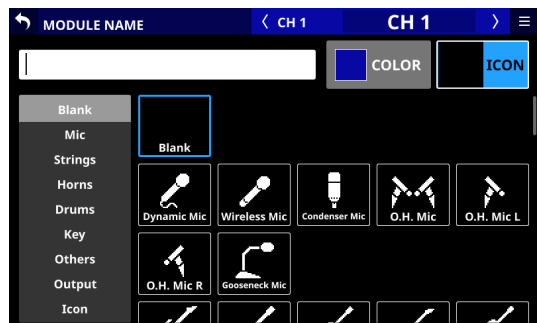 MODULE NAME
CH 1
CH 1
COLOR
ICON
Blank
Mic
Strings
Horns
Drums
Key
Others
Output
Icon
Blank
Dynamic Mic
Wireless Mic
Condenser Mic
O.H. Mic
O.H. Mic L
O.H. Mic R
Gooseneck Mic